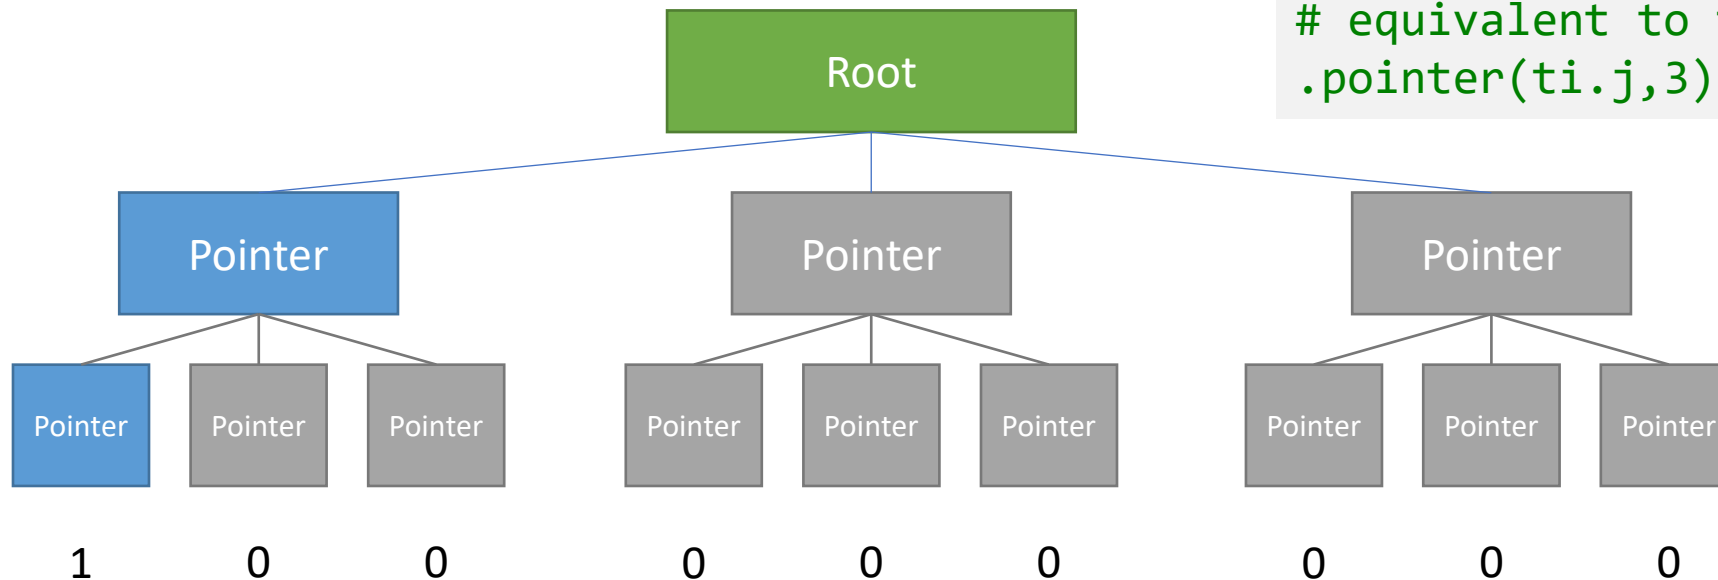 # equivalent to
.pointer(ti.j,3)
Root
Pointer Pointer Pointer
Pointer Pointer Pointer Pointer Pointer Pointer Pointer Pointer Pointer
1 0 0 0 0 0 0 0 0